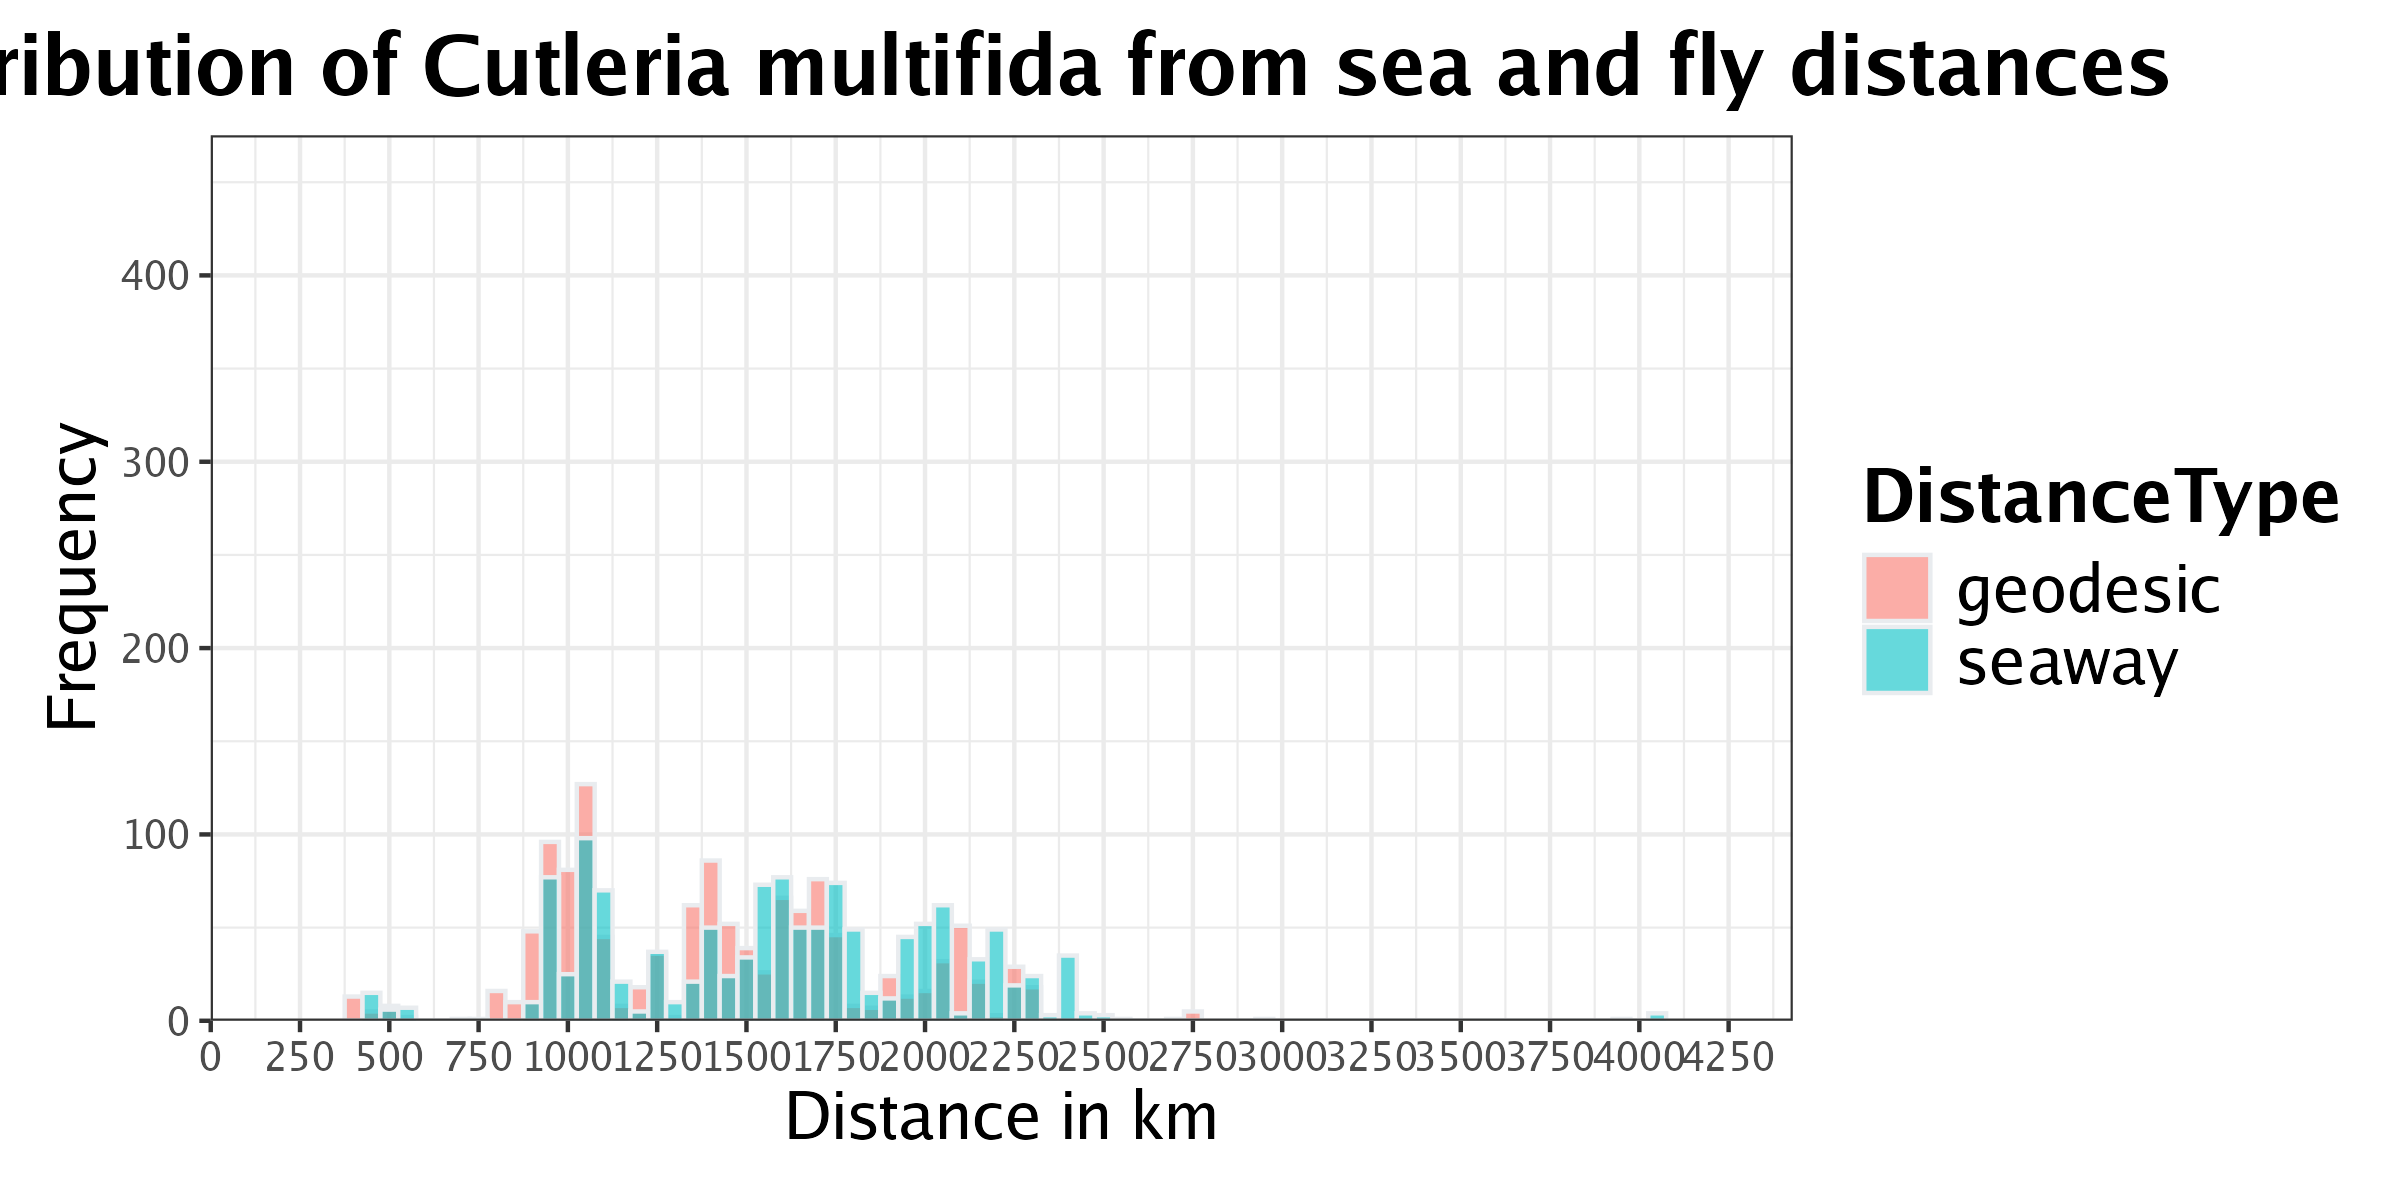 ribution of Cutleria multifida from sea and fly distances
400
300
200
100
0
Frequency
0 250 500 750 1000 1250 1500 1750 2000 2250 2500 2750 3000 3250 3500 3750 4000 4250
Distance in km
DistanceType
geodesic
seaway